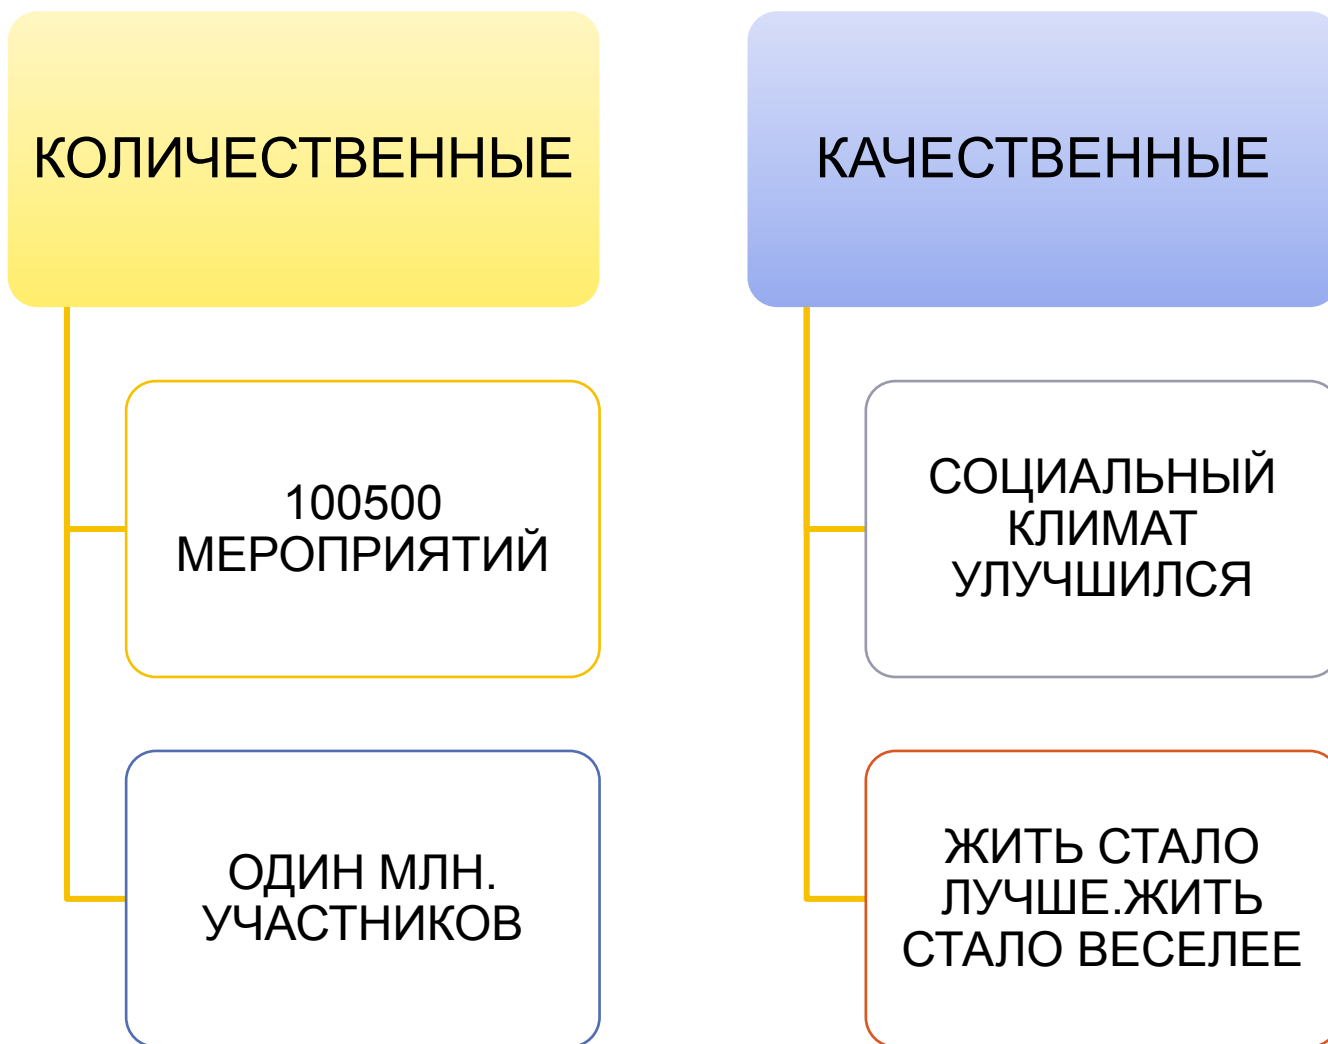 КОЛИЧЕСТВЕННЫЕ
100500
МЕРОПРИЯТИЙ
ОДИН МЛН.
УЧАСТНИКОВ
КАЧЕСТВЕННЫЕ
СОЦИАЛЬНЫЙ
КЛИМАТ
УЛУЧШИЛСЯ
ЖИТЬ СТАЛО
ЛУЧШЕ.ЖИТЬ
СТАЛО ВЕСЕЛЕЕ